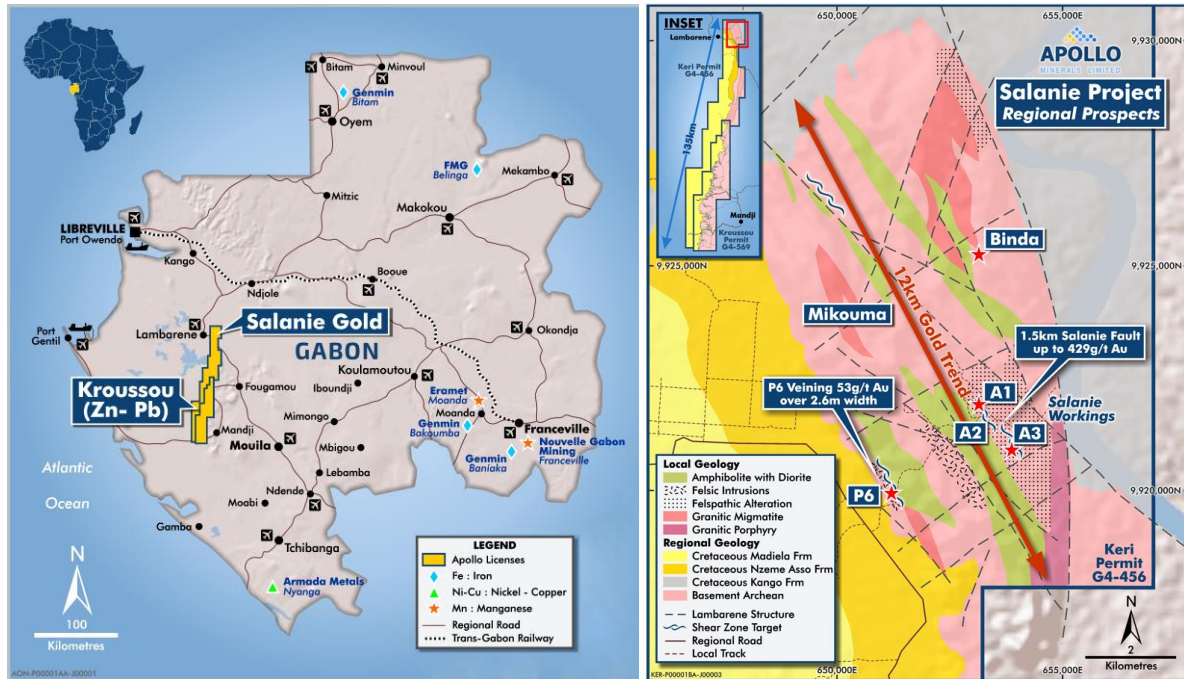 Bitam
Minvoul
Genmin
Bitam
Oyem
FMG
Belinga
Mekambo
Mitzic
Makokou
LIBREVILLE
Port Owendo
Kango
Ndjole
Booue
Port
Gentil
Lambarene
Salanie Gold
Okondja
GABON
Kroussou
(Zn- Pb)
Fougamou
Iboundji
Koulamoutou
Eramet
Moanda
Mimongo
Moanda
Genmin
Bakoumba
Franceville
Mandji
Mouila
Mbigou
Nouvelle Gabon
Mining
Franceville
Genmin
Baniaka
Atlantic
Ocean
Lebamba
Ndende
Moabi
Gamba
Tchibanga
N
100
Kilometres
Armada Metals
Nyanga
LEGEND
Apollo Licenses
Fe : Iron
Ni-Cu : Nickel - Copper
Mn : Manganese
Regional Road
Trans-Gabon Railway
AON-P00001AA-J00001
650,000E
655,000E
INSET
Lambarene
Keri Permit
G4-456
135km
Mandji
Kroussou
Permit
G4-569
9,930,000N
APOLLO
MINERALS LIMITED
Salanie Project
Regional Prospects
9,925,000N
9,925,000N
Binda
12km Gold Trend
Mikouma
1.5km Salanie Fault
up to 429g/t Au
P6 Veining 53g/t Au
over 2.6m width
A1
Salanie
Workings
A2
A3
P6
9,920,000N
Local Geology
Amphibolite with Diorite
Felsic Intrusions
Felspathic Alteration
Granitic Migmatite
Granitic Porphyry
Regional Geology
Cretaceous Madiela Frm
Cretaceous Nzeme Asso Frm
Cretaceous Kango Frm
Basement Archean
Lambarene Structure
Shear Zone Target
Regional Road
Local Track
Keri
Permit
G4-456
N
2
Kilometres
KER-P00001BA-J00003
650,000E
655,000E